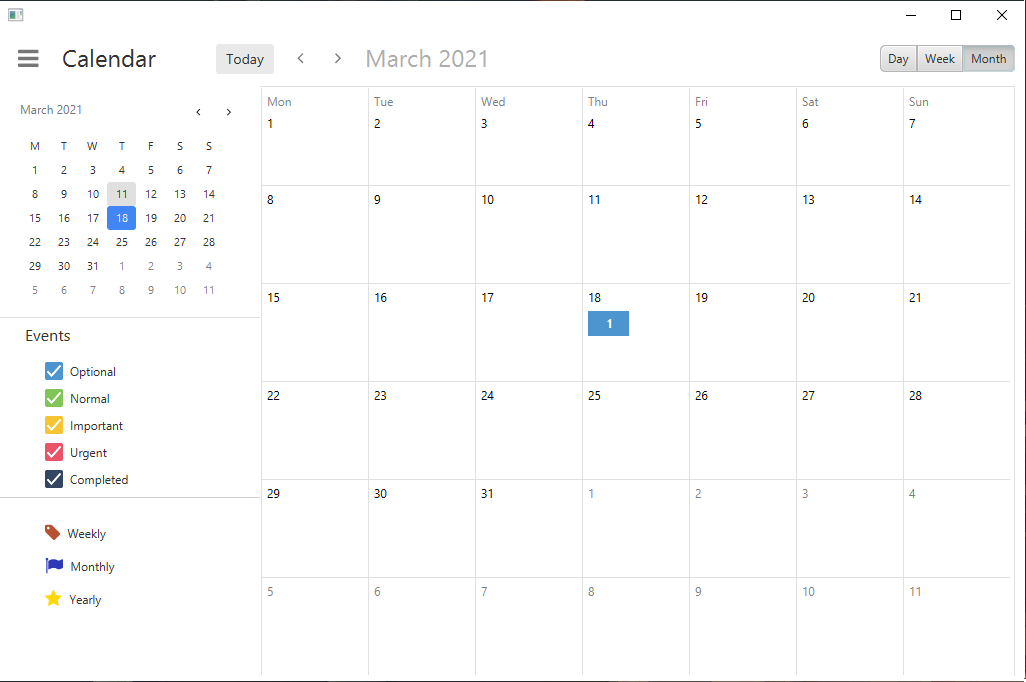 Calendar
Today
March 2021
Day Week Month
March 2021
M T W T F S S
1 2 3 4 5 6 7
8 9 10 11 12 13 14
15 16 17 18 19 20 21
22 23 24 25 26 27 28
29 30 31 1 2 3 4
5 6 7 8 9 10 11
Events
Optional
Normal
Important
Urgent
Completed
Weekly
Monthly
Yearly
Mon Tue Wed Thu Fri Sat Sun
1 2 3 4 5 6 7
8 9 10 11 12 13 14
15 16 17 18 19 20 21
1
22 23 24 25 26 27 28
29 30 31 1 2 3 4
5 6 7 8 9 10 11